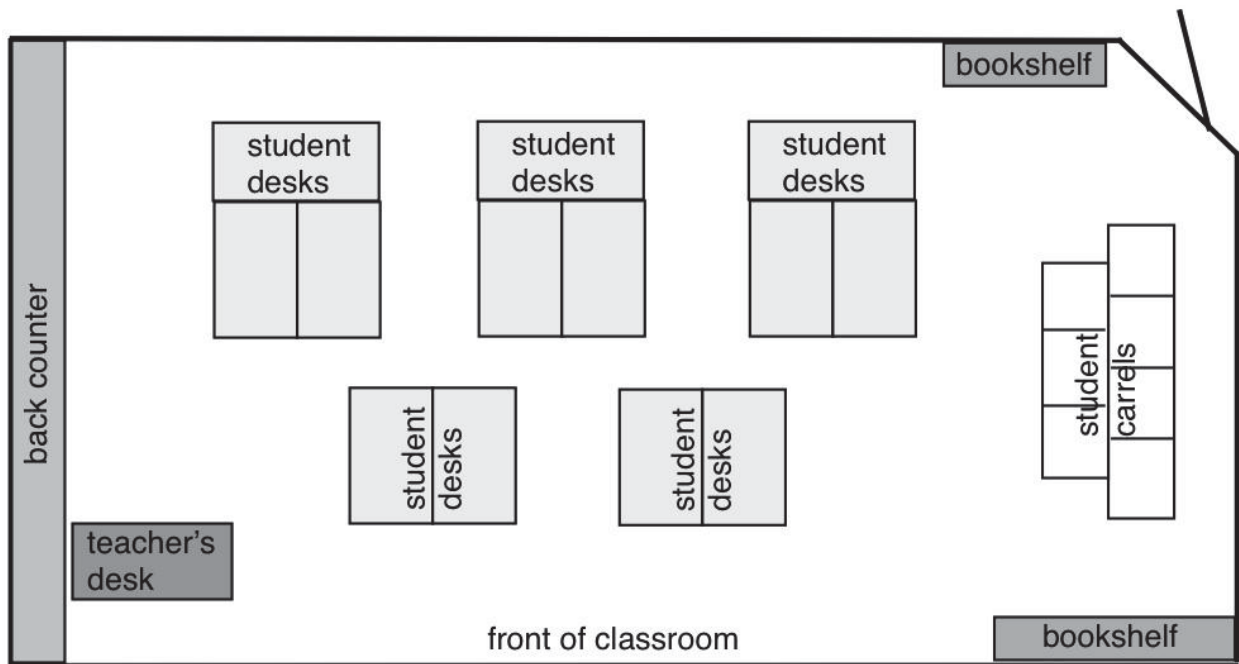 bookshelf
student
desks
student
desks
student
desks
back counter
student
carrels
student
desks
student
desks
teacher's
desk
front of classroom
bookshelf